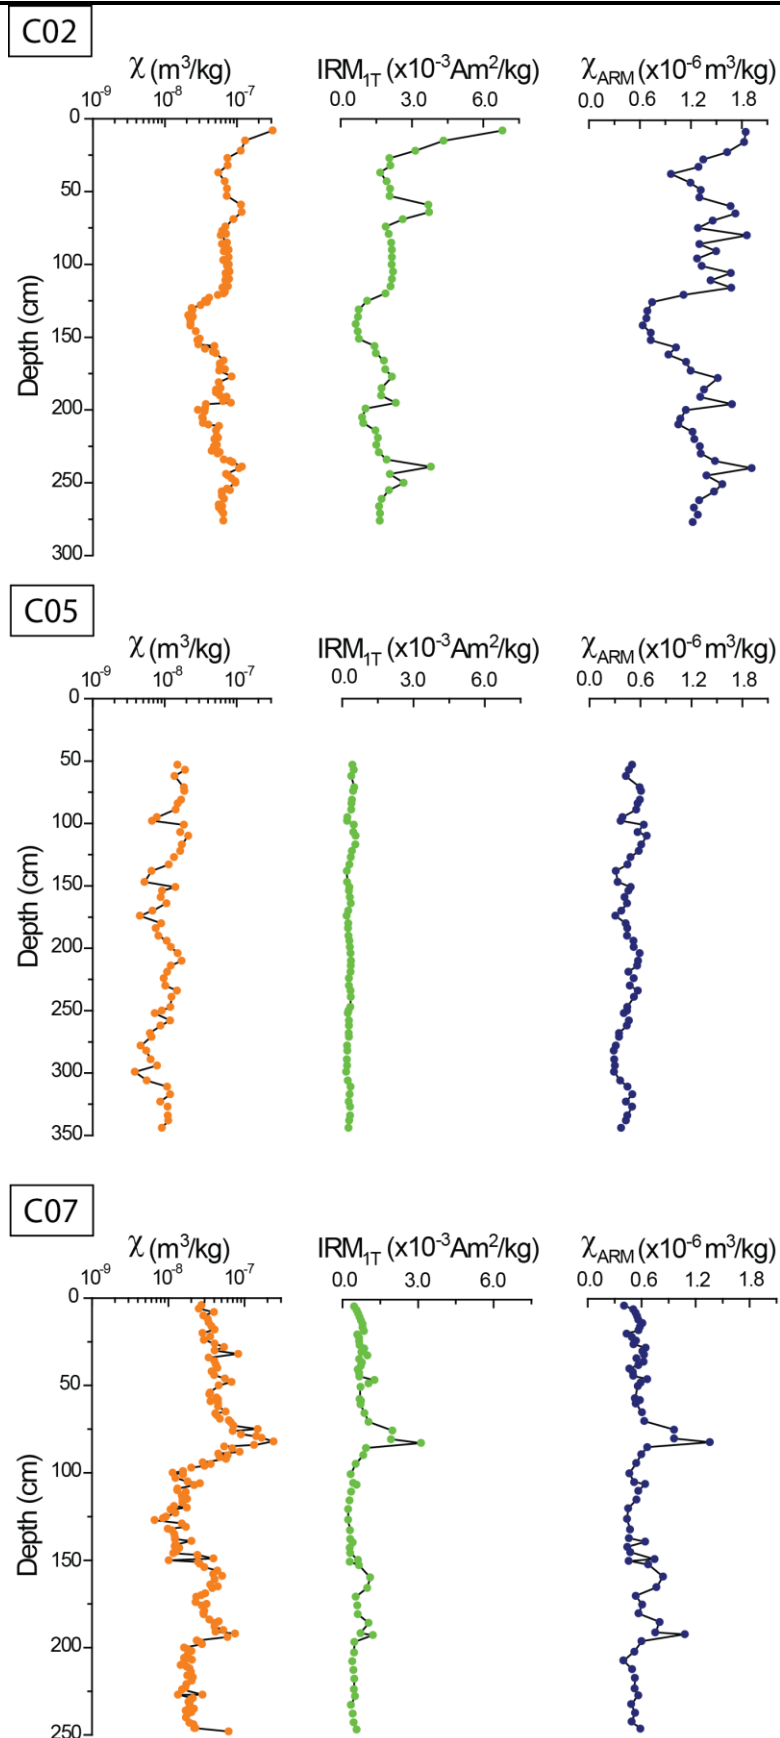 C02
χ (m³/kg) IRM₁T (x10⁻³Am²/kg) χARM (x10⁻⁶ m³/kg)
10⁻⁹ 10⁻⁸ 10⁻⁷ 0.0 3.0 6.0 0.0 0.6 1.2 1.8
0
50
100
150
200
250
300
Depth (cm)
C05
χ (m³/kg) IRM₁T (x10⁻³Am²/kg) χARM (x10⁻⁶ m³/kg)
10⁻⁹ 10⁻⁸ 10⁻⁷ 0.0 3.0 6.0 0.0 0.6 1.2 1.8
0
50
100
150
200
250
300
350
Depth (cm)
C07
χ (m³/kg) IRM₁T (x10⁻³Am²/kg) χARM (x10⁻⁶ m³/kg)
10⁻⁹ 10⁻⁸ 10⁻⁷ 0.0 3.0 6.0 0.0 0.6 1.2 1.8
0
50
100
150
200
250
Depth (cm)